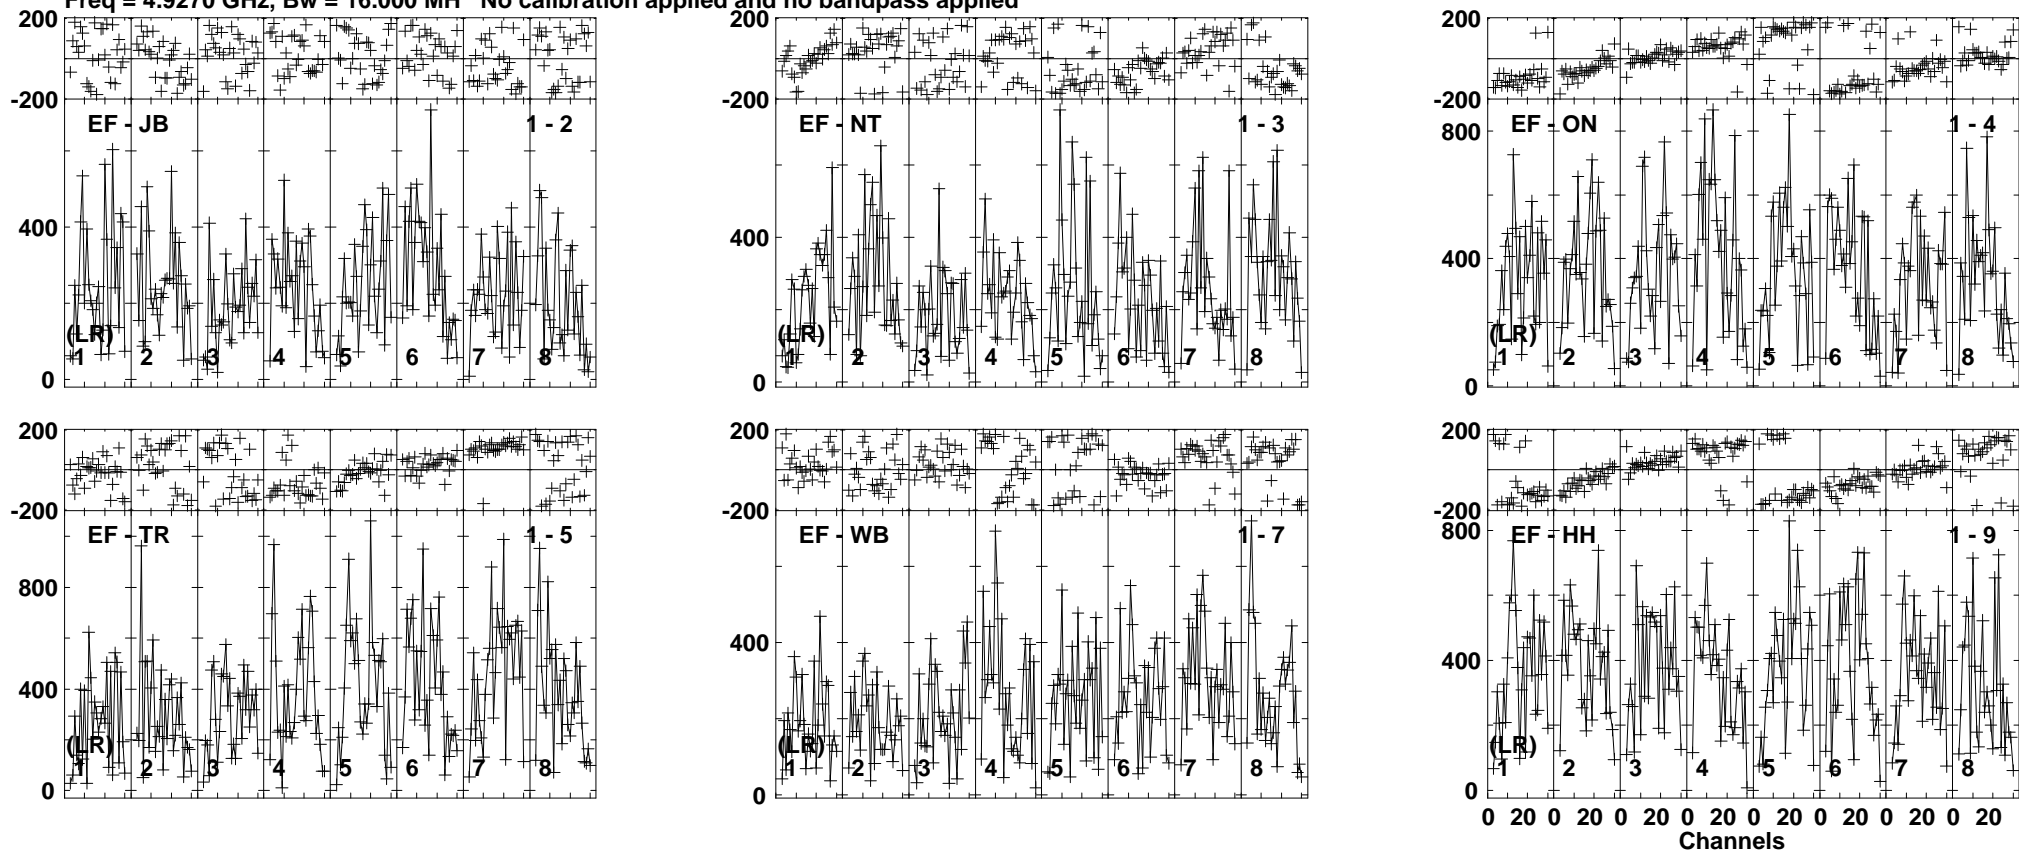 Freq = 4.9270 GHz, Bw = 16.000 MH No calibration applied and no bandpass applied
200
-200
EF - JB 1 - 2
400
(LR)
1 2 3 4 5 6 7 8
0
200
-200
EF - NT 1 - 3
400
(LR)
1 2 3 4 5 6 7 8
0
200
-200
800
EF - ON 1 - 4
400
(LR)
1 2 3 4 5 6 7 8
0
200
-200
EF - TR 1 - 5
800
400
(LR)
1 2 3 4 5 6 7 8
0
200
-200
EF - WB 1 - 7
400
(LR)
1 2 3 4 5 6 7 8
0
200
-200
800
EF - HH 1 - 9
400
(LR)
1 2 3 4 5 6 7 8
0
0 20 0 20 0 20 0 20 0 20 0 20 0 20 0 20
Channels